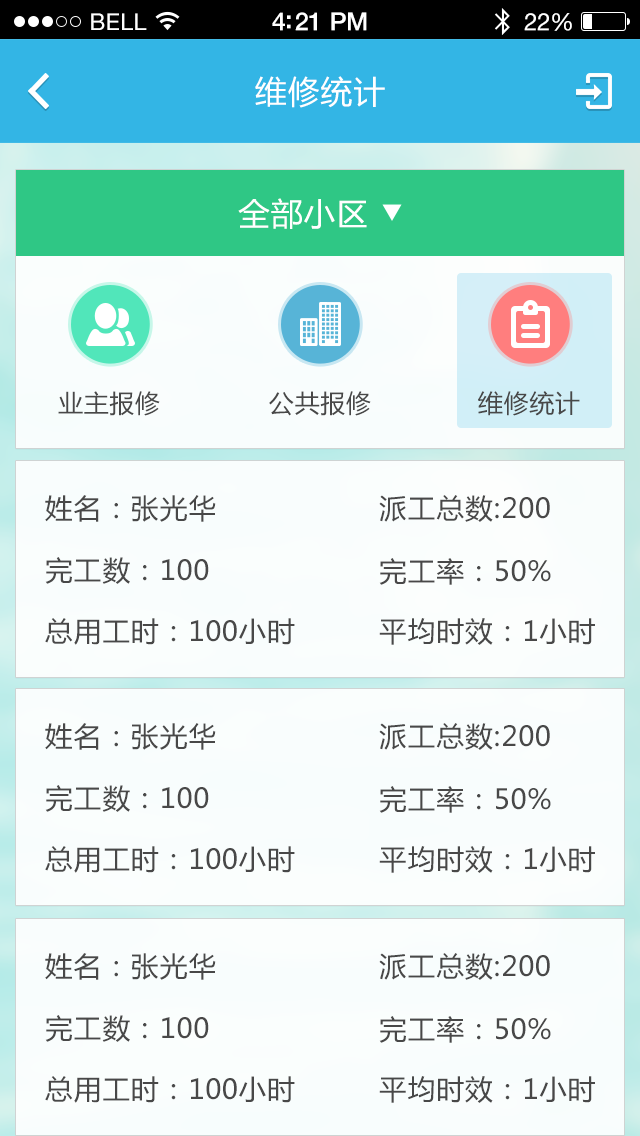 BELL 4:21 PM 22%
维修统计
全部小区
业主报修 公共报修 维修统计
姓名：张光华 派工总数:200
完工数：100 完工率：50%
总用工时：100小时 平均时效：1小时
姓名：张光华 派工总数:200
完工数：100 完工率：50%
总用工时：100小时 平均时效：1小时
姓名：张光华 派工总数:200
完工数：100 完工率：50%
总用工时：100小时 平均时效：1小时